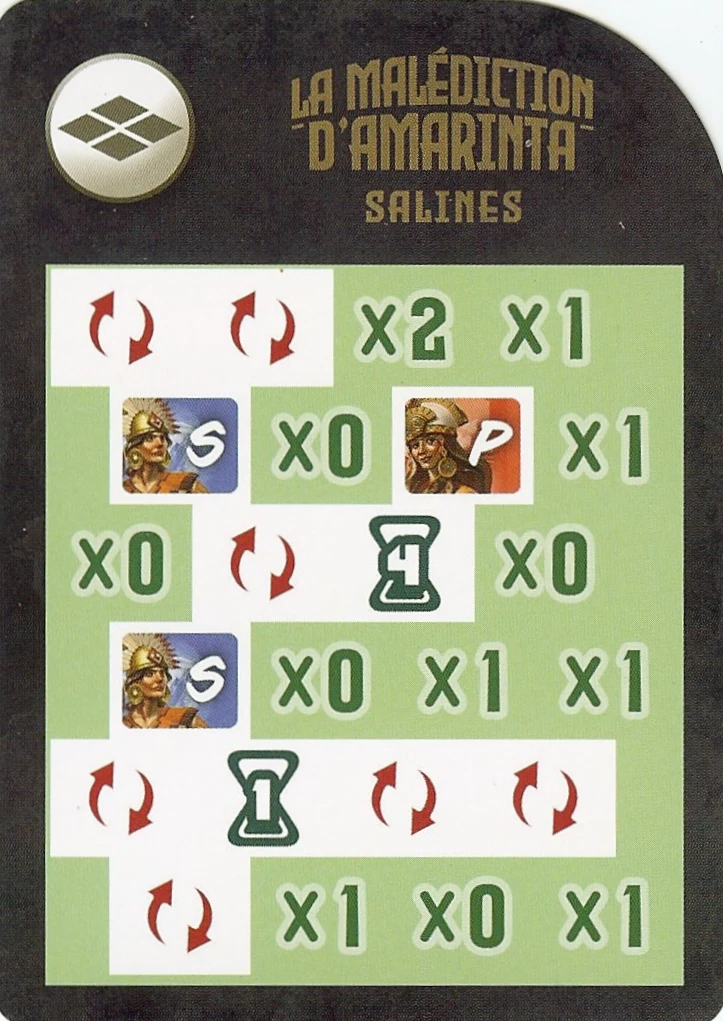 LA MALÉDICTION
D'AMARINTA
SALINES
X2 X1
S X0 P X1
X0 4 X0
S X0 X1 X1
1
X1 X0 X1